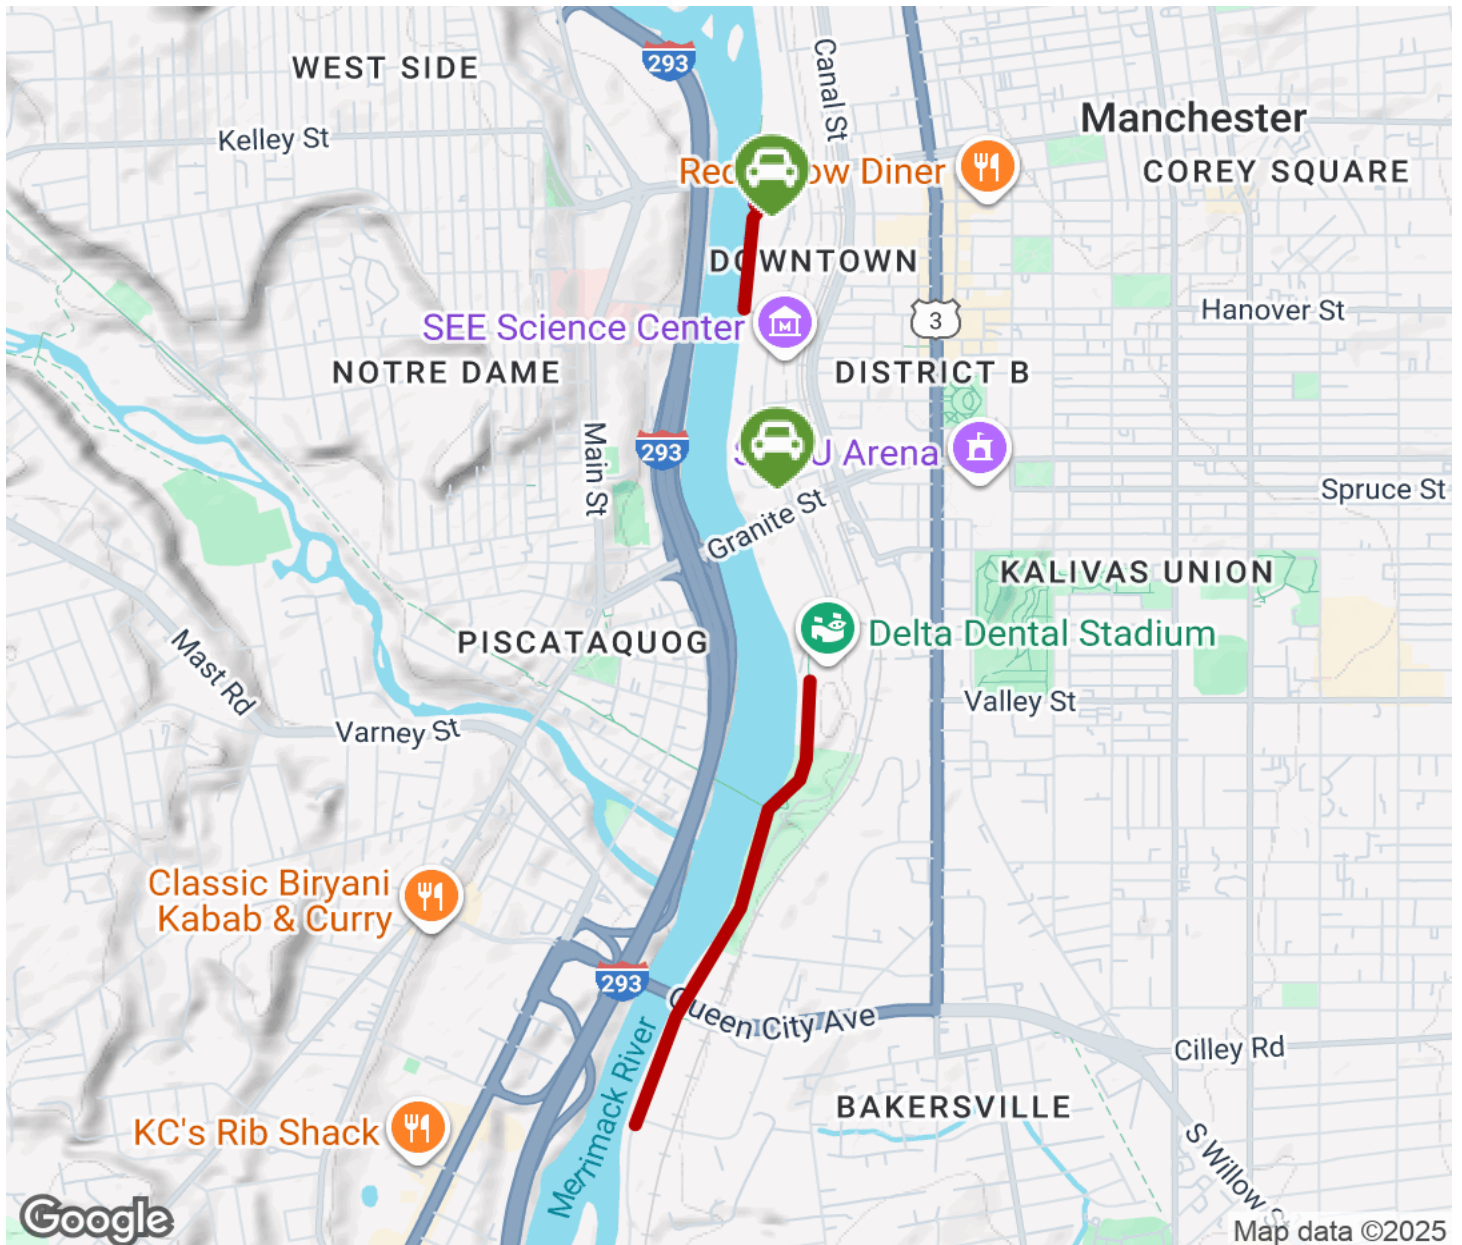 293
WEST SIDE
Canal St
Manchester
Kelley St
COREY SQUARE
Diner
DOWNTOWN
Hanover St
SEE Science Center
3
NOTRE DAME
DISTRICT B
293
Main St
Arena
Spruce St
Granite St
KALIVAS UNION
PISCATAQUOG
Delta Dental Stadium
Mast Rd
Valley St
Varney St
Classic Biryani
Kabab & Curry
293
Queen City Ave
Merrimack River
Cilley Rd
BAKERSVILLE
KC's Rib Shack
S Willow
Google
Map data ©2025